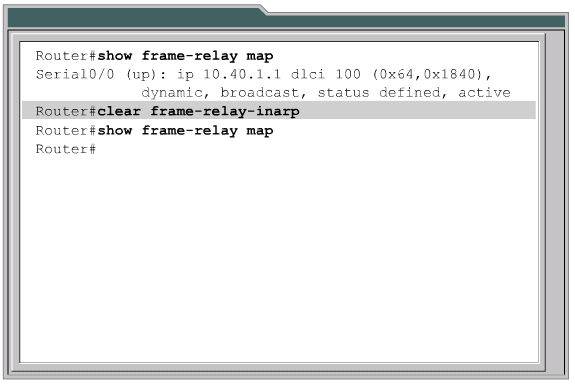 Router#show frame-relay map
Serial0/0 (up): ip 10.40.1.1 dlci 100 (0x64,0x1840),
dynamic, broadcast, status defined, active
Router#clear frame-relay-inarp
Router#show frame-relay map
Router#